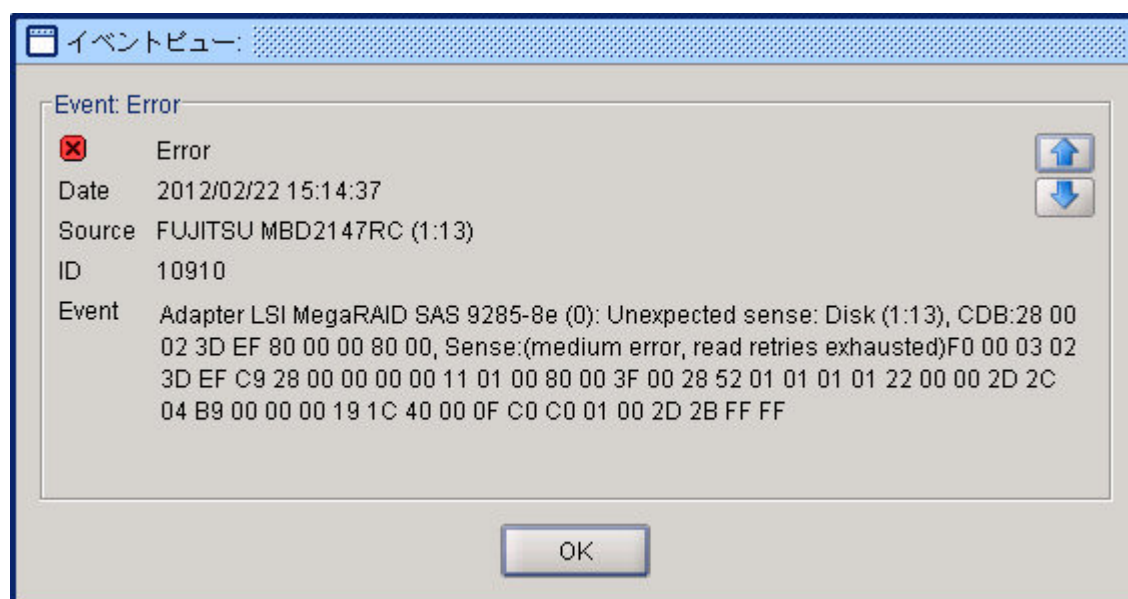 イベントビュー:
Event: Error
Error
Date 2012/02/22 15:14:37
Source FUJITSU MBD2147RC (1:13)
ID 10910
Event Adapter LSI MegaRAID SAS 9285-8e (0): Unexpected sense: Disk (1:13), CDB:28 00
02 3D EF 80 00 00 80 00, Sense:(medium error, read retries exhausted)F0 00 03 02
3D EF C9 28 00 00 00 00 11 01 00 80 00 3F 00 28 52 01 01 01 01 22 00 00 2D 2C
04 B9 00 00 00 19 1C 40 00 0F C0 C0 01 00 2D 2B FF FF
OK